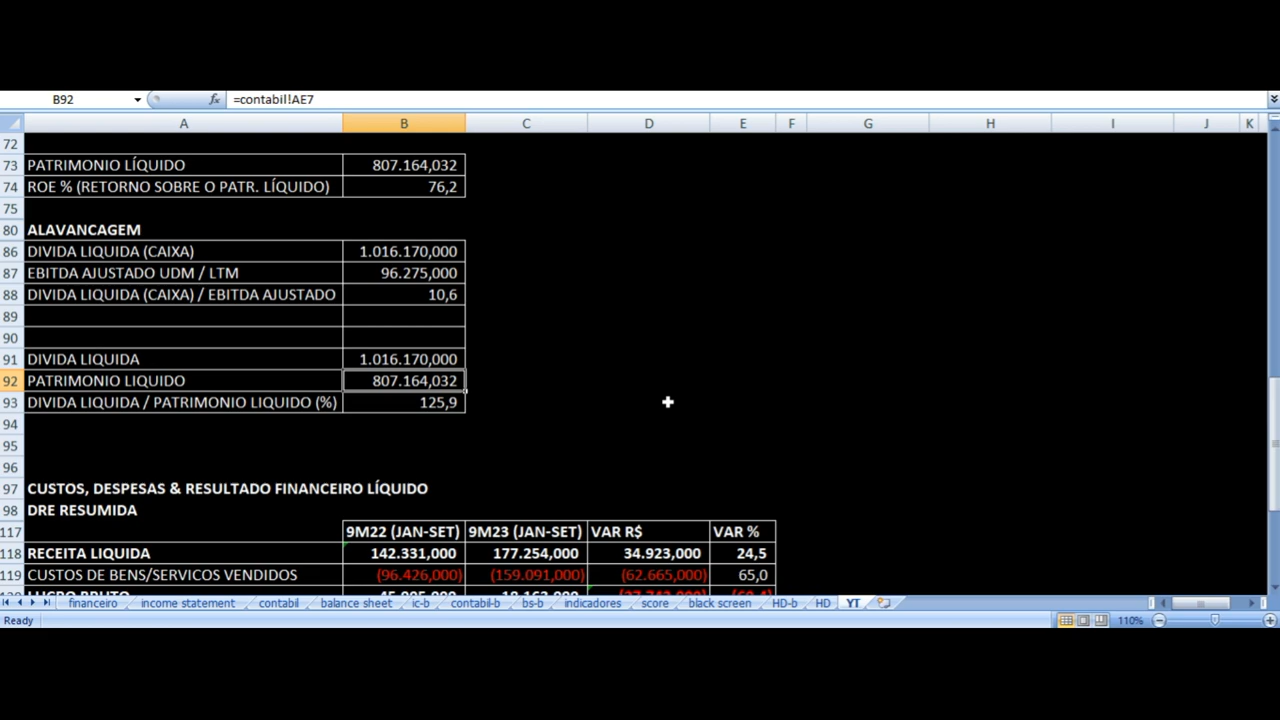 B92 fx =contabil!AE7
A B C D E F G H I J K
72
73 PATRIMONIO LÍQUIDO 807.164,032
74 ROE % (RETORNO SOBRE O PATR. LÍQUIDO) 76,2
75
80 ALAVANCAGEM
86 DIVIDA LIQUIDA (CAIXA) 1.016.170,000
87 EBITDA AJUSTADO UDM / LTM 96.275,000
88 DIVIDA LIQUIDA (CAIXA) / EBITDA AJUSTADO 10,6
89
90
91 DIVIDA LIQUIDA 1.016.170,000
92 PATRIMONIO LIQUIDO 807.164,032
93 DIVIDA LIQUIDA / PATRIMONIO LIQUIDO (%) 125,9
94
95
96
97 CUSTOS, DESPESAS & RESULTADO FINANCEIRO LÍQUIDO
98 DRE RESUMIDA
117 9M22 (JAN-SET) 9M23 (JAN-SET) VAR R$ VAR %
118 RECEITA LIQUIDA 142.331,000 177.254,000 34.923,000 24,5
119 CUSTOS DE BENS/SERVICOS VENDIDOS (96.426,000) (159.091,000) (62.665,000) 65,0
financeiro income statement contabil balance sheet ic-b contabil-b bs-b indicadores score black screen HD-b HD YT
Ready 110%